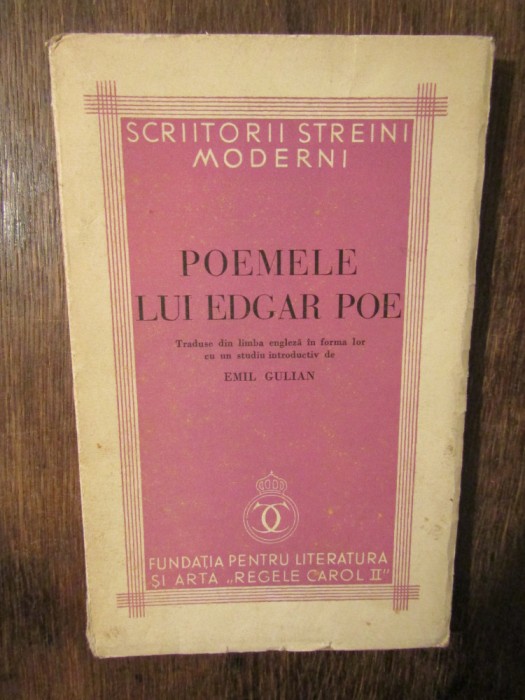 SCRIITORII STREINI
MODERNI
POEMELE
LUI EDGAR POE
Traduse din limba engleză în forma lor
cu un studiu introductiv de
EMIL GULIAN
FUNDAȚIA PENTRU LITERATURA
ȘI ARTA „REGELE CAROL II"